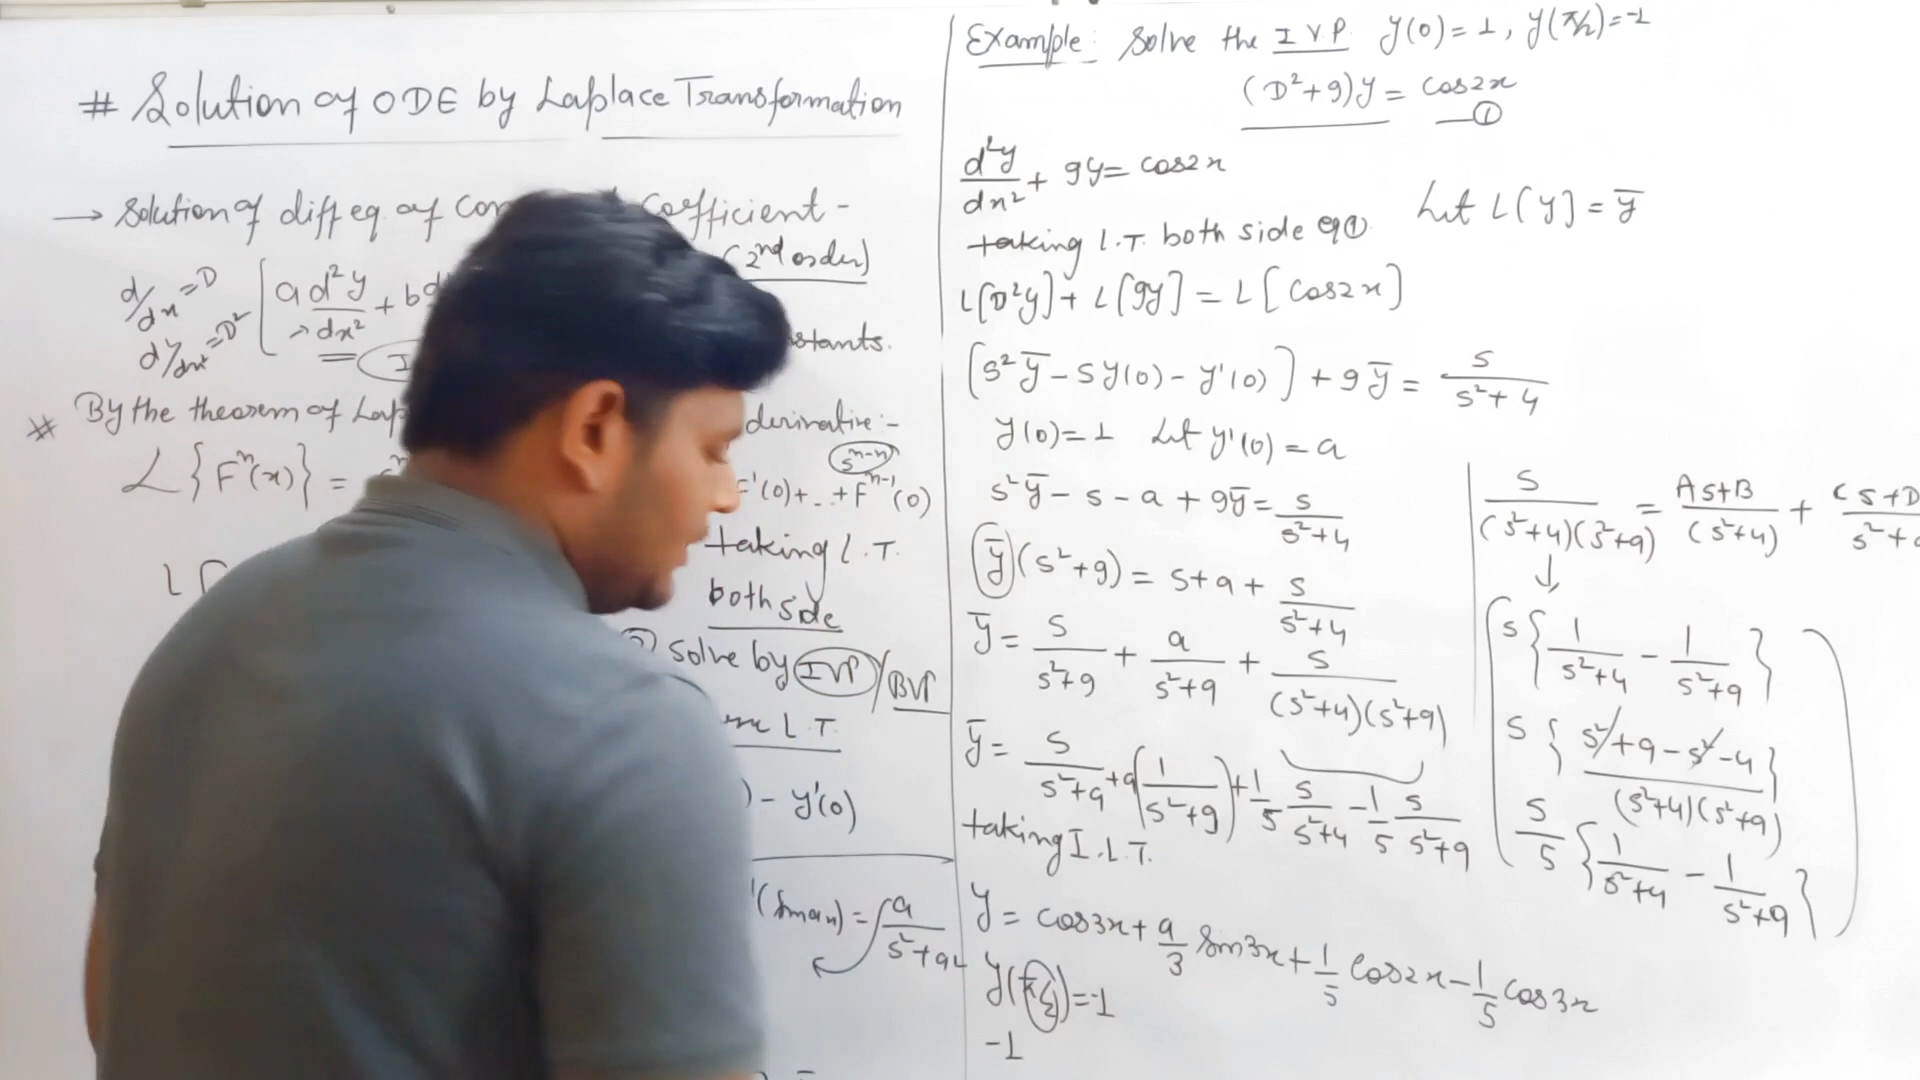 # Solution of ODE by Laplace Transformation
→ Solution of diff eq. of coefficient -
(2nd order)
d/dx = D
d²/dx² = D²
a d²y/dx² +
stants.
* By the theorem of derivative :-
s^(n-n)
L{F^n(x)} =
'(0)+...+F^(n-1)(0)
taking L.T.
both side
solve by IVP/BVP
L.T.
) - y'(0)
= a/(s²+a²
Example: Solve the IVP y(0)=1, y(π/2)=-1
(D²+9)y = cos2x —①
d²y/dx² + 9y = cos2x
taking L.T. both side eq① Let L[y] = ȳ
L[D²y] + L[9y] = L[cos2x]
[s²ȳ - sy(0) - y'(0)] + 9ȳ = s/(s²+4)
y(0)=1 Let y'(0) = a
s²ȳ - s - a + 9ȳ = s/(s²+4)
ȳ(s²+9) = s+a+ s/(s²+4)
ȳ = s/(s²+9) + a/(s²+9) + s/((s²+4)(s²+9))
ȳ = s/(s²+9) + a(1/(s²+9)) + 1/5 s/(s²+4) - 1/5 s/(s²+9)
taking I.L.T.
y = cos3x + a/3 sin3x + 1/5 cos2x - 1/5 cos3x
y(π/2) = -1
-1
s/((s²+4)(s²+9)) = As+B/(s²+4) + Cs+D
↓
s{1/(s²+4) - 1/(s²+9)}
s{s²+9-s²-4/(s²+4)(s²+9)}
s/5{1/(s²+4) - 1/(s²+9)}